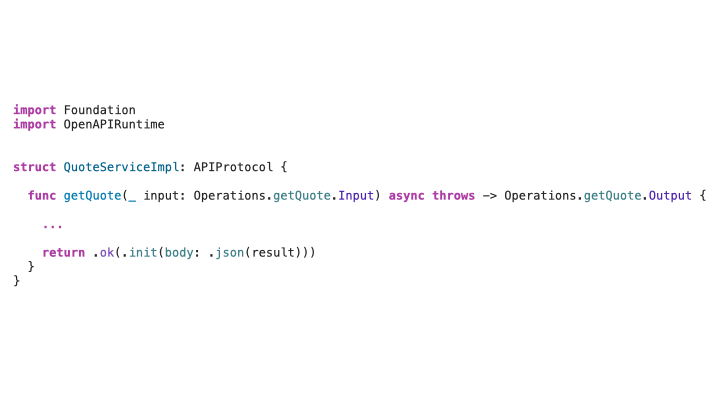 import Foundation
import OpenAPIRuntime
struct QuoteServiceImpl: APIProtocol {
func getQuote(_ input: Operations.getQuote.Input) async throws -> Operations.getQuote.Output {
...
return .ok(.init(body: .json(result)))
}
}